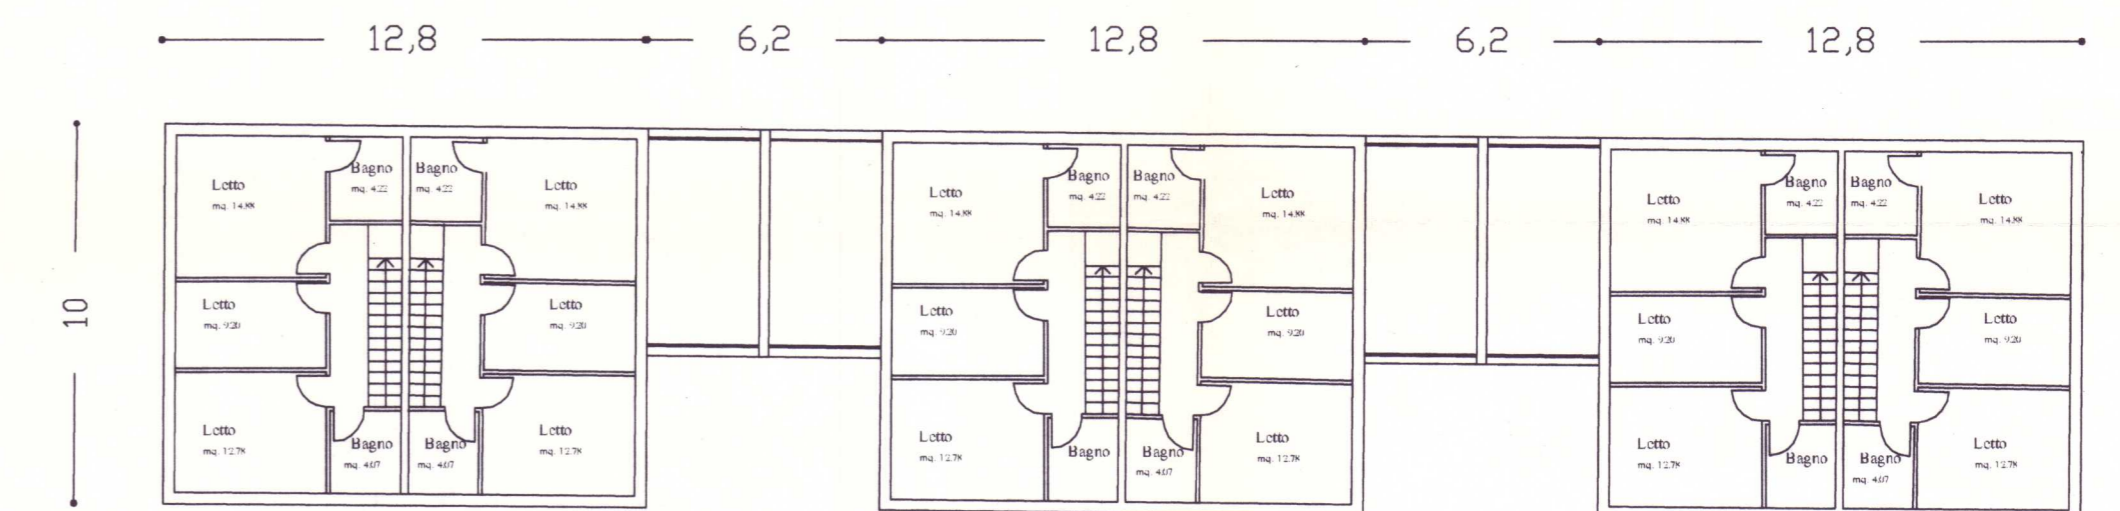 12,8
6,2
12,8
6,2
12,8
10
Letto
mq. 14.88
Bagno
mq. 4.22
Bagno
mq. 4.22
Letto
mq. 14.88
Letto
mq. 9.20
Letto
mq. 9.20
Letto
mq. 12.78
Bagno
mq. 4.07
Bagno
mq. 4.07
Letto
mq. 12.78
Letto
mq. 14.88
Bagno
mq. 4.22
Bagno
mq. 4.22
Letto
mq. 14.88
Letto
mq. 9.20
Letto
mq. 9.20
Letto
mq. 12.78
Bagno
Bagno
mq. 4.07
Letto
mq. 12.78
Letto
mq. 14.88
Bagno
mq. 4.22
Bagno
mq. 4.22
Letto
mq. 14.88
Letto
mq. 9.20
Letto
mq. 9.20
Letto
mq. 12.78
Bagno
Bagno
mq. 4.07
Letto
mq. 12.78